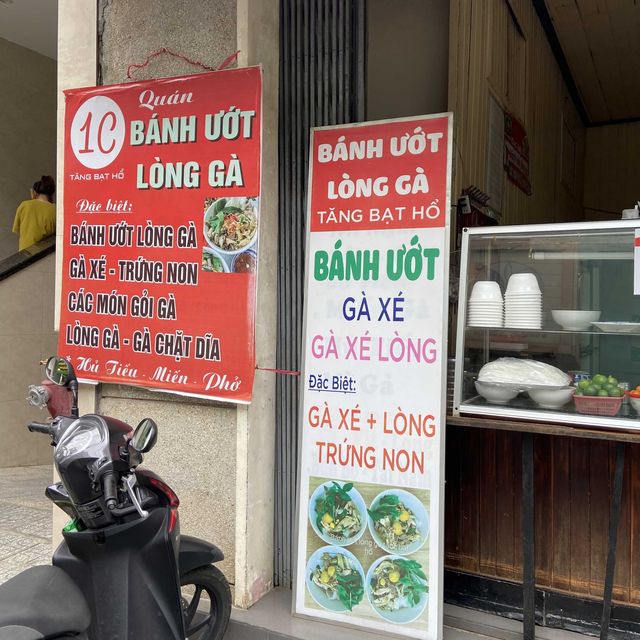 Quán
1C
BÁNH ƯỚT
TĂNG BẠT HỔ
LÒNG GÀ
Đặc biệt:
BÁNH ƯỚT LÒNG GÀ
GÀ XÉ - TRỨNG NON
CÁC MÓN GỎI GÀ
LÒNG GÀ - GÀ CHẶT DĨA
Hủ Tiếu - Miến - Phở
BÁNH ƯỚT
LÒNG GÀ
TĂNG BẠT HỔ
BÁNH ƯỚT
GÀ XÉ
GÀ XÉ LÒNG
Đặc Biệt:
GÀ XÉ + LÒNG
TRỨNG NON